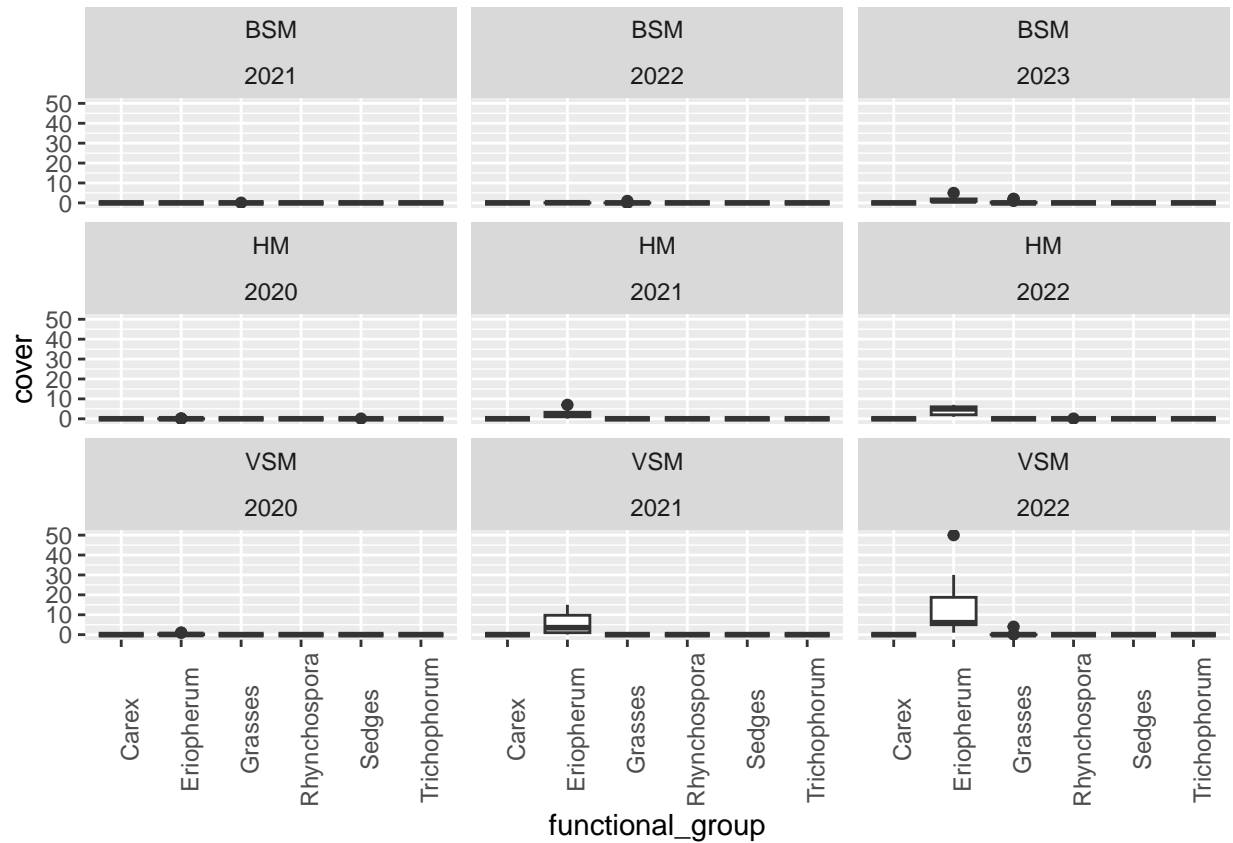 BSM
2021
BSM
2022
BSM
2023
50
40
30
20
10
0
HM
2020
HM
2021
HM
2022
50
40
30
20
10
0
cover
VSM
2020
VSM
2021
VSM
2022
50
40
30
20
10
0
Carex
Eriopherum
Grasses
Rhynchospora
Sedges
Trichophorum
Carex
Eriopherum
Grasses
Rhynchospora
Sedges
Trichophorum
Carex
Eriopherum
Grasses
Rhynchospora
Sedges
Trichophorum
functional_group